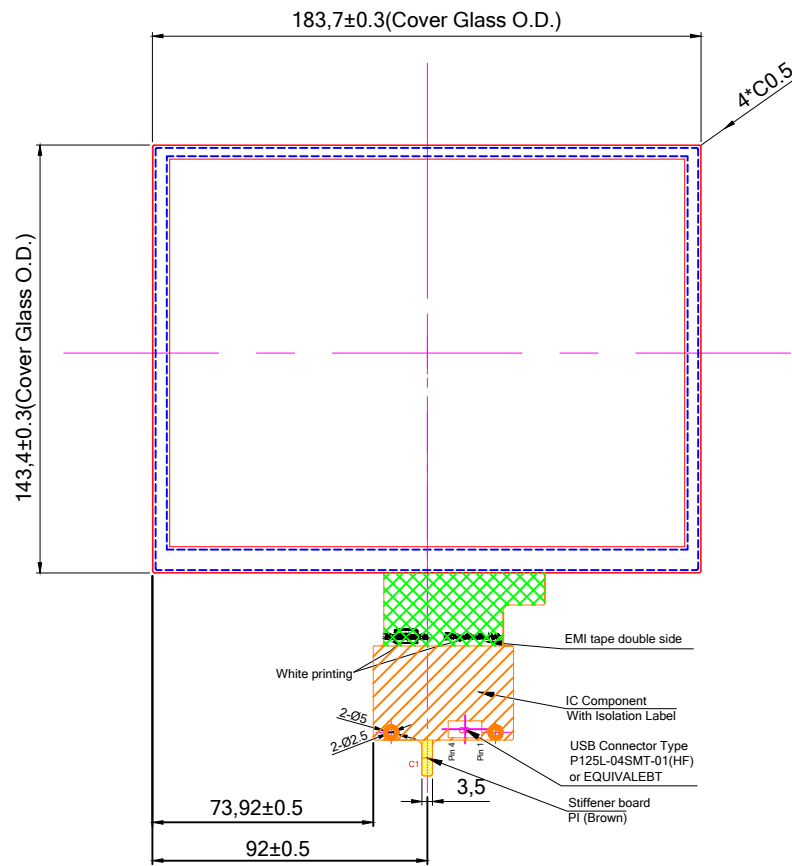 183,7±0.3(Cover Glass O.D.)
4*C0.5
143,4±0.3(Cover Glass O.D.)
EMI tape double side
White printing
IC Component
With Isolation Label
2-Ø5
2-Ø2.5
Pin 4
Pin 1
USB Connector Type
P125L-04SMT-01(HF)
or EQUIVALEBT
C1
3,5
Stiffener board
PI (Brown)
73,92±0.5
92±0.5